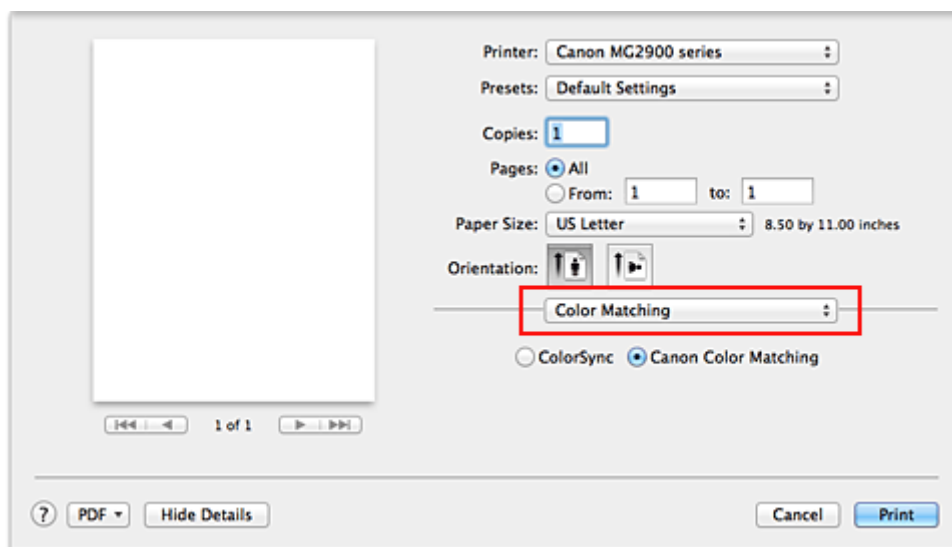 Printer: Canon MG2900 series
Presets: Default Settings
Copies: 1
Pages: All
From: 1 to: 1
Paper Size: US Letter 8.50 by 11.00 inches
Orientation:
Color Matching
ColorSync Canon Color Matching
1 of 1
? PDF Hide Details Cancel Print